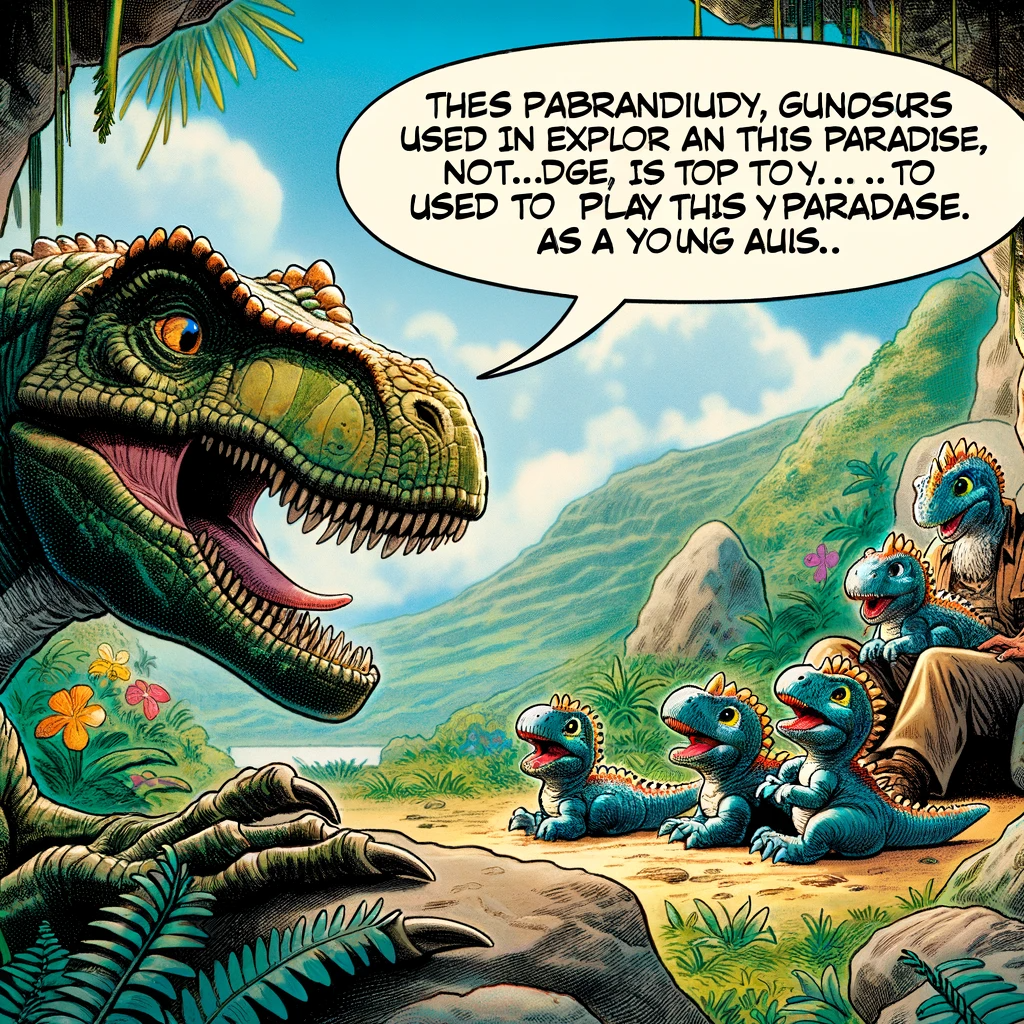 THES PABRANDIUDY, GUNOSURS
USED IN EXPLOR AN THIS PARADISE,
NOT...DGE, IS TOP TOY. . . .. TO
USED TO PLAY THIS Y PARADASE.
AS A YOUNG AUIS..